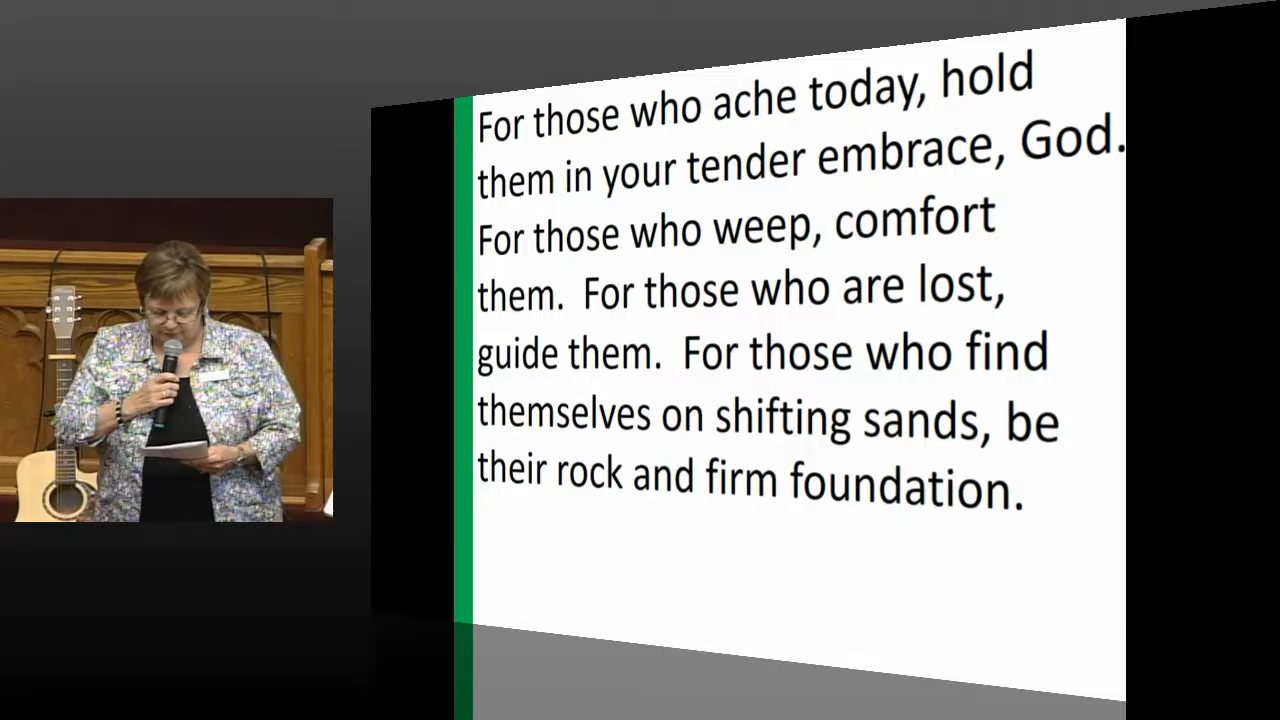 For those who ache today, hold
them in your tender embrace, God.
For those who weep, comfort
them.  For those who are lost,
guide them.  For those who find
themselves on shifting sands, be
their rock and firm foundation.